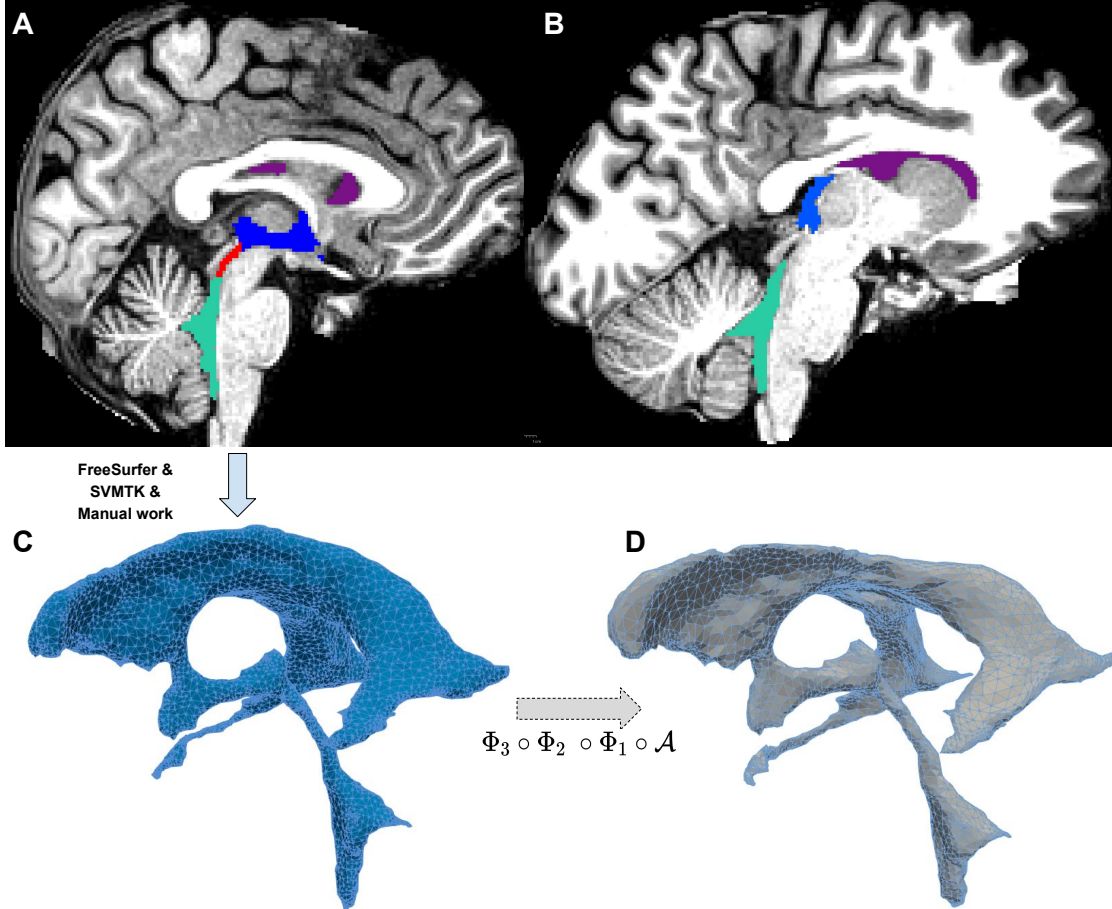 A
B
FreeSurfer &
SVMTK &
Manual work
C
D
Φ₃ ∘ Φ₂ ∘ Φ₁ ∘ 𝒜